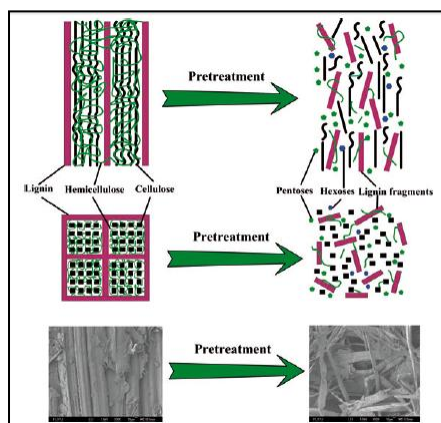 Pretreatment
Lignin Hemicellulose Cellulose
Pentoses Hexoses Lignin fragments
Pretreatment
Pretreatment